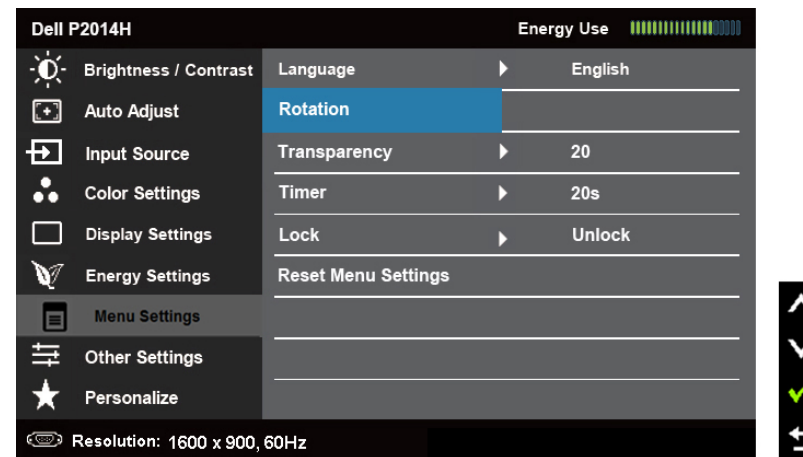 Dell P2014H Energy Use
Brightness / Contrast Language English
Auto Adjust Rotation
Input Source Transparency 20
Color Settings Timer 20s
Display Settings Lock Unlock
Energy Settings Reset Menu Settings
Menu Settings
Other Settings
Personalize
Resolution: 1600 x 900, 60Hz